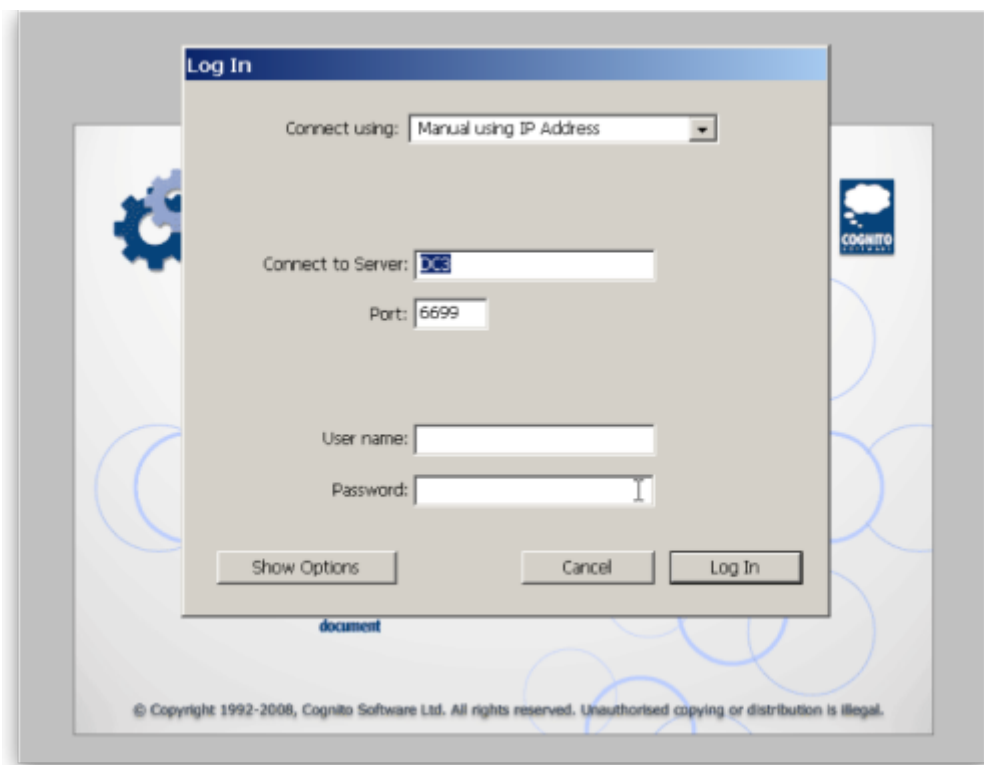 Log In
Connect using: Manual using IP Address
COGNITO
SOFTWARE
Connect to Server: DC3
Port: 6699
User name:
Password:
Show Options Cancel Log In
document
© Copyright 1992-2008, Cognito Software Ltd. All rights reserved. Unauthorised copying or distribution is illegal.